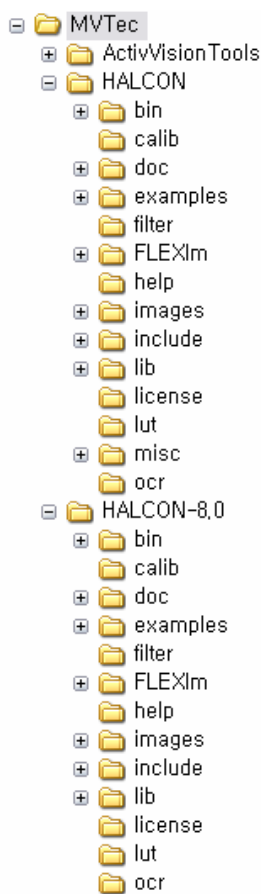 MVTec
ActivVisionTools
HALCON
bin
calib
doc
examples
filter
FLEXlm
help
images
include
lib
license
lut
misc
ocr
HALCON-8,0
bin
calib
doc
examples
filter
FLEXlm
help
images
include
lib
license
lut
ocr